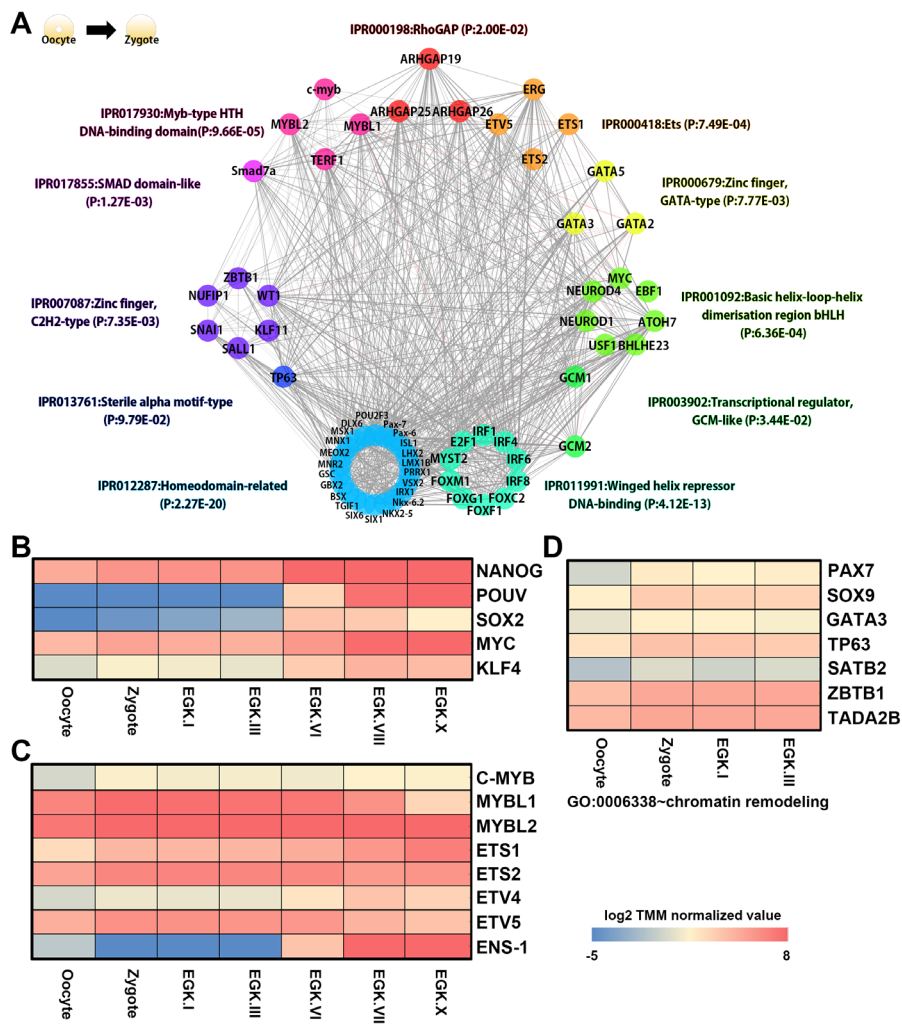 A
Oocyte
Zygote
IPR000198:RhoGAP (P:2.00E-02)
ARHGAP19
c-myb
ERG
IPR017930:Myb-type HTH
DNA-binding domain(P:9.66E-05)
MYBL2
MYBL1
ARHGAP25
ARHGAP26
ETV5
ETS1
IPR000418:Ets (P:7.49E-04)
TERF1
ETS2
Smad7a
GATA5
IPR017855:SMAD domain-like
(P:1.27E-03)
IPR000679:Zinc finger,
GATA-type (P:7.77E-03)
GATA3
GATA2
ZBTB1
NUFIP1
WT1
SNAI1
KLF11
SALL1
IPR007087:Zinc finger,
C2H2-type (P:7.35E-03)
MYC
NEUROD4
EBF1
NEUROD1
ATOH7
USF1
BHLHE23
IPR001092:Basic helix-loop-helix
dimerisation region bHLH
(P:6.36E-04)
TP63
GCM1
IPR013761:Sterile alpha motif-type
(P:9.79E-02)
IPR003902:Transcriptional regulator,
GCM-like (P:3.44E-02)
GCM2
POU2F3
DLX6
Pax-7
MSX1
Pax-6
MNX1
ISL1
MEOX2
LHX2
MNR2
LMX1B
GSC
PRRX1
GBX2
VSX2
BSX
IRX1
TGIF1
Nkx-6.2
SIX6
SIX1
NKX2-5
IRF1
E2F1
IRF4
MYST2
IRF6
FOXM1
IRF8
FOXG1
FOXC2
FOXF1
IPR012287:Homeodomain-related
(P:2.27E-20)
IPR011991:Winged helix repressor
DNA-binding (P:4.12E-13)
B
NANOG
POUV
SOX2
MYC
KLF4
Oocyte
Zygote
EGK.I
EGK.III
EGK.VI
EGK.VIII
EGK.X
D
PAX7
SOX9
GATA3
TP63
SATB2
ZBTB1
TADA2B
Oocyte
Zygote
EGK.I
EGK.III
GO:0006338~chromatin remodeling
C
C-MYB
MYBL1
MYBL2
ETS1
ETS2
ETV4
ETV5
ENS-1
Oocyte
Zygote
EGK.I
EGK.III
EGK.VI
EGK.VII
EGK.X
log2 TMM normalized value
-5
8